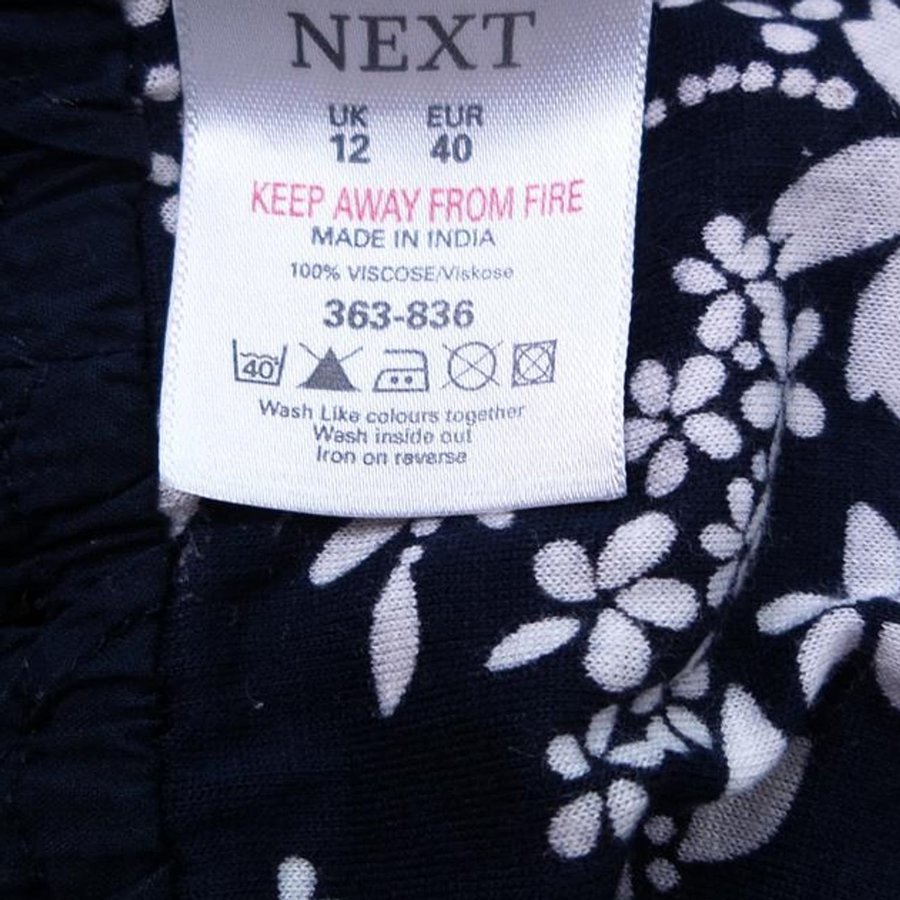 NEXT
UK EUR
12 40
KEEP AWAY FROM FIRE
MADE IN INDIA
100% VISCOSE/Viskose
363-836
40
Wash Like colours together
Wash inside out
Iron on reverse